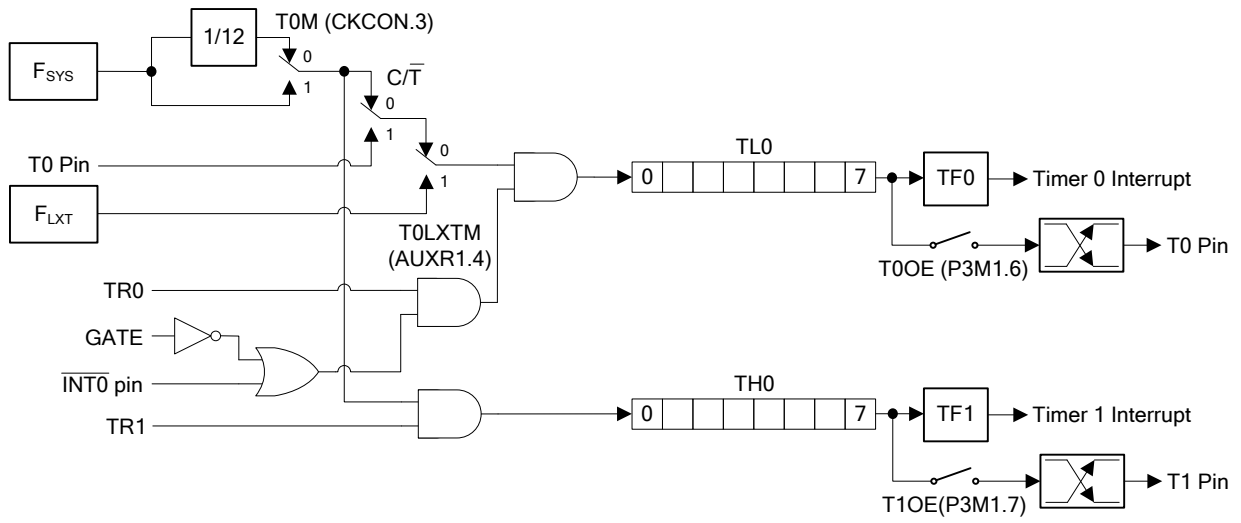 T0M (CKCON.3)
1/12
0
1
FSYS
C/T̅
0
1
T0 Pin
0
1
FLXT
T0LXTM
(AUXR1.4)
TL0
0 7
TF0
Timer 0 Interrupt
T0OE (P3M1.6)
T0 Pin
TR0
GATE
I̅N̅T̅0̅ pin
TR1
TH0
0 7
TF1
Timer 1 Interrupt
T1OE(P3M1.7)
T1 Pin